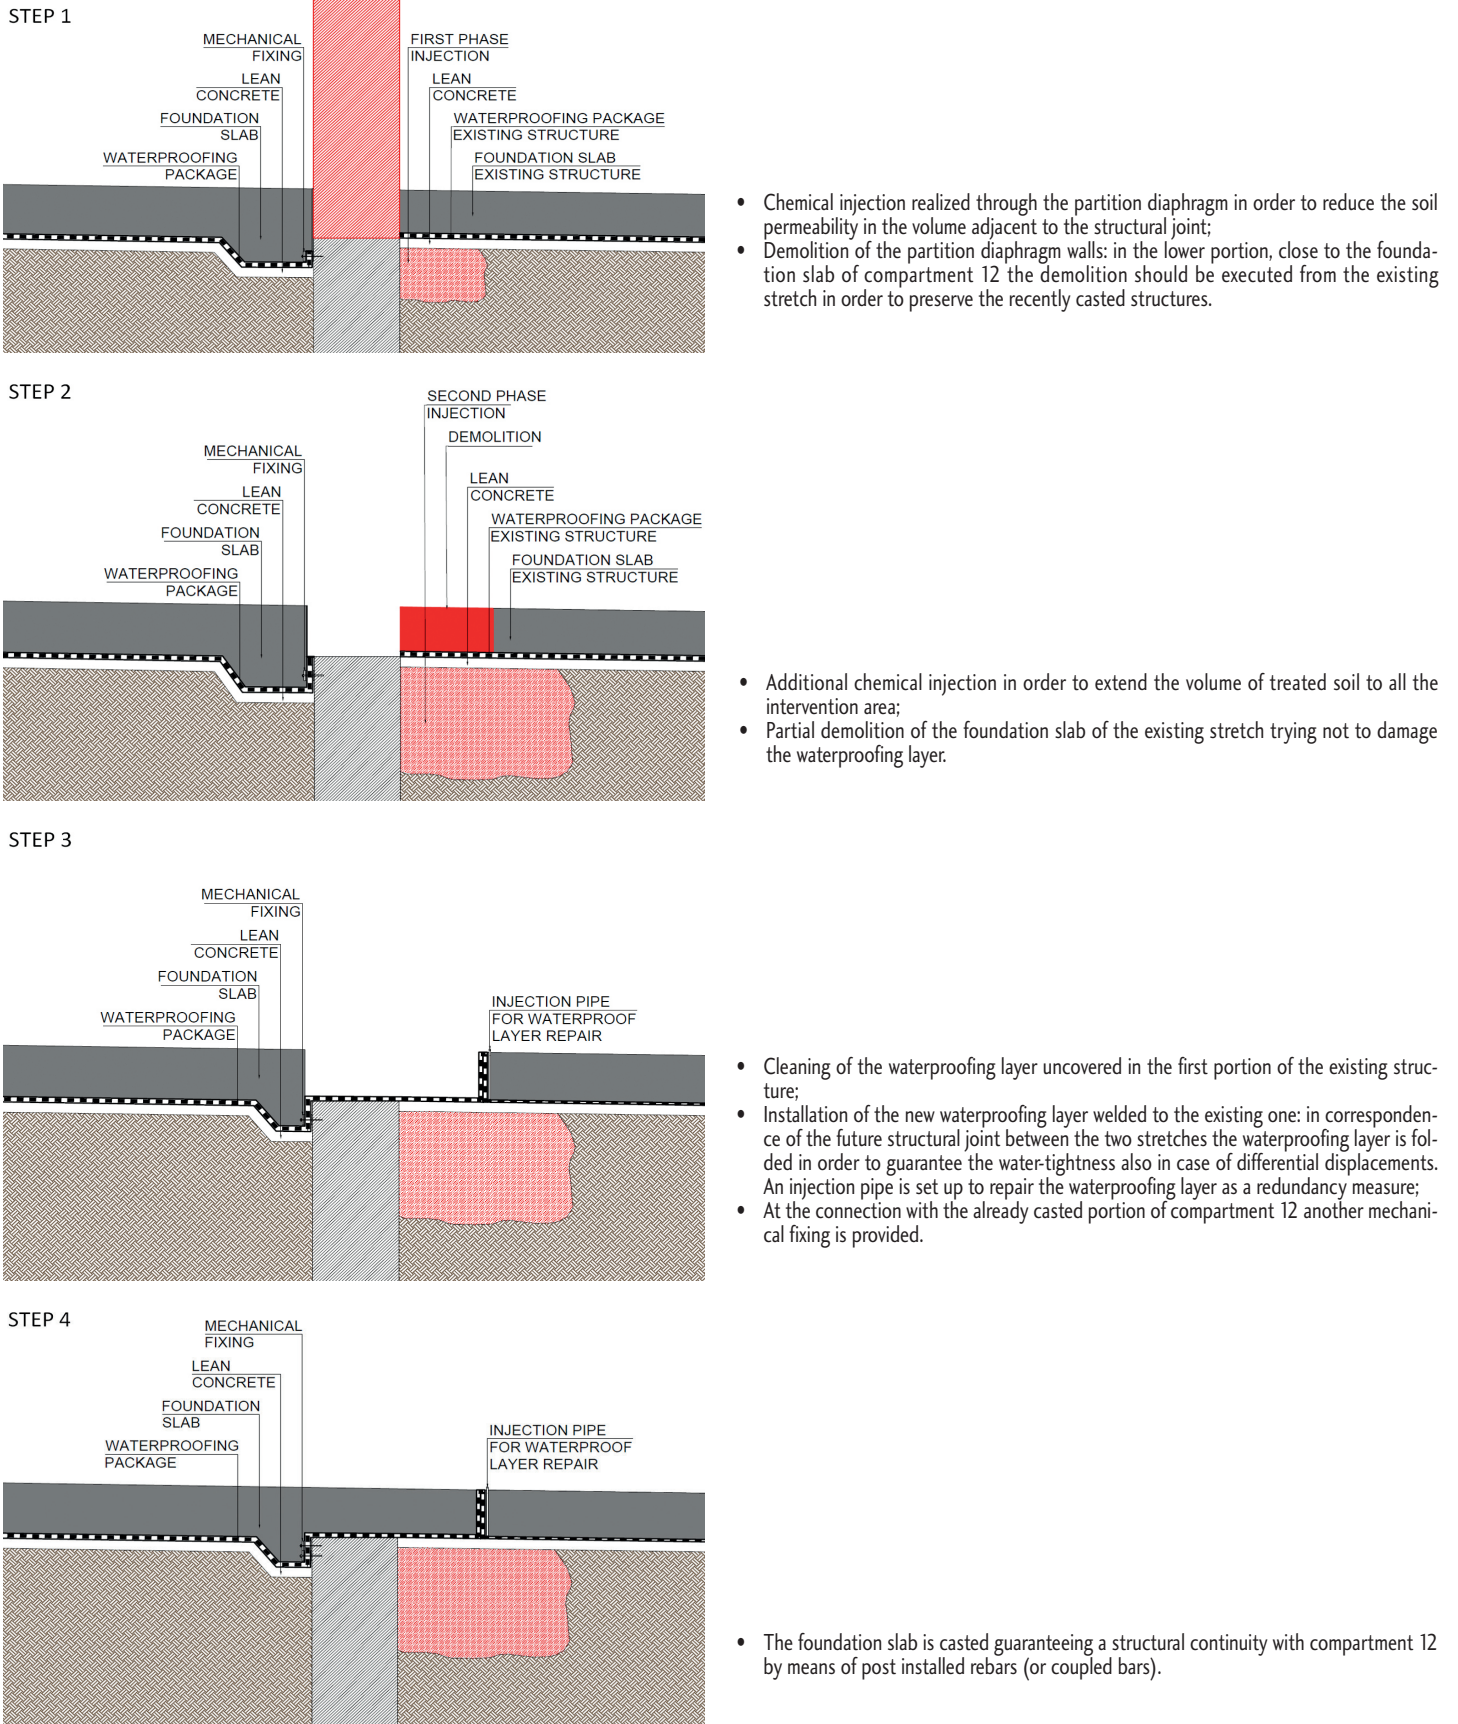 STEP 1
MECHANICAL
FIXING
LEAN
CONCRETE
FOUNDATION
SLAB
WATERPROOFING
PACKAGE
FIRST PHASE
INJECTION
LEAN
CONCRETE
WATERPROOFING PACKAGE
EXISTING STRUCTURE
FOUNDATION SLAB
EXISTING STRUCTURE
• Chemical injection realized through the partition diaphragm in order to reduce the soil
permeability in the volume adjacent to the structural joint;
• Demolition of the partition diaphragm walls: in the lower portion, close to the founda-
tion slab of compartment 12 the demolition should be executed from the existing
stretch in order to preserve the recently casted structures.
STEP 2
MECHANICAL
FIXING
LEAN
CONCRETE
FOUNDATION
SLAB
WATERPROOFING
PACKAGE
SECOND PHASE
INJECTION
DEMOLITION
LEAN
CONCRETE
WATERPROOFING PACKAGE
EXISTING STRUCTURE
FOUNDATION SLAB
EXISTING STRUCTURE
• Additional chemical injection in order to extend the volume of treated soil to all the
intervention area;
• Partial demolition of the foundation slab of the existing stretch trying not to damage
the waterproofing layer.
STEP 3
MECHANICAL
FIXING
LEAN
CONCRETE
FOUNDATION
SLAB
WATERPROOFING
PACKAGE
INJECTION PIPE
FOR WATERPROOF
LAYER REPAIR
• Cleaning of the waterproofing layer uncovered in the first portion of the existing struc-
ture;
• Installation of the new waterproofing layer welded to the existing one: in corresponden-
ce of the future structural joint between the two stretches the waterproofing layer is fol-
ded in order to guarantee the water-tightness also in case of differential displacements.
An injection pipe is set up to repair the waterproofing layer as a redundancy measure;
• At the connection with the already casted portion of compartment 12 another mechani-
cal fixing is provided.
STEP 4
MECHANICAL
FIXING
LEAN
CONCRETE
FOUNDATION
SLAB
WATERPROOFING
PACKAGE
INJECTION PIPE
FOR WATERPROOF
LAYER REPAIR
• The foundation slab is casted guaranteeing a structural continuity with compartment 12
by means of post installed rebars (or coupled bars).